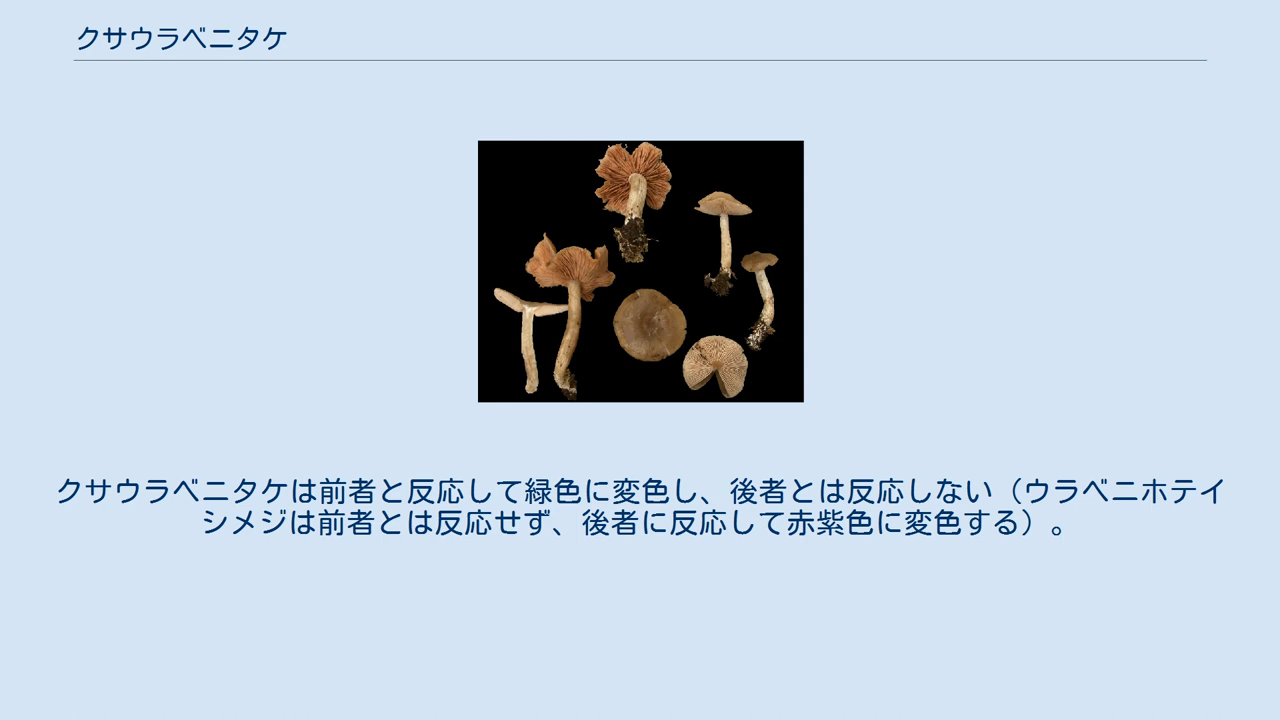 クサウラベニタケ
クサウラベニタケは前者と反応して緑色に変色し、後者とは反応しない（ウラベニホテイ
シメジは前者とは反応せず、後者に反応して赤紫色に変色する）。